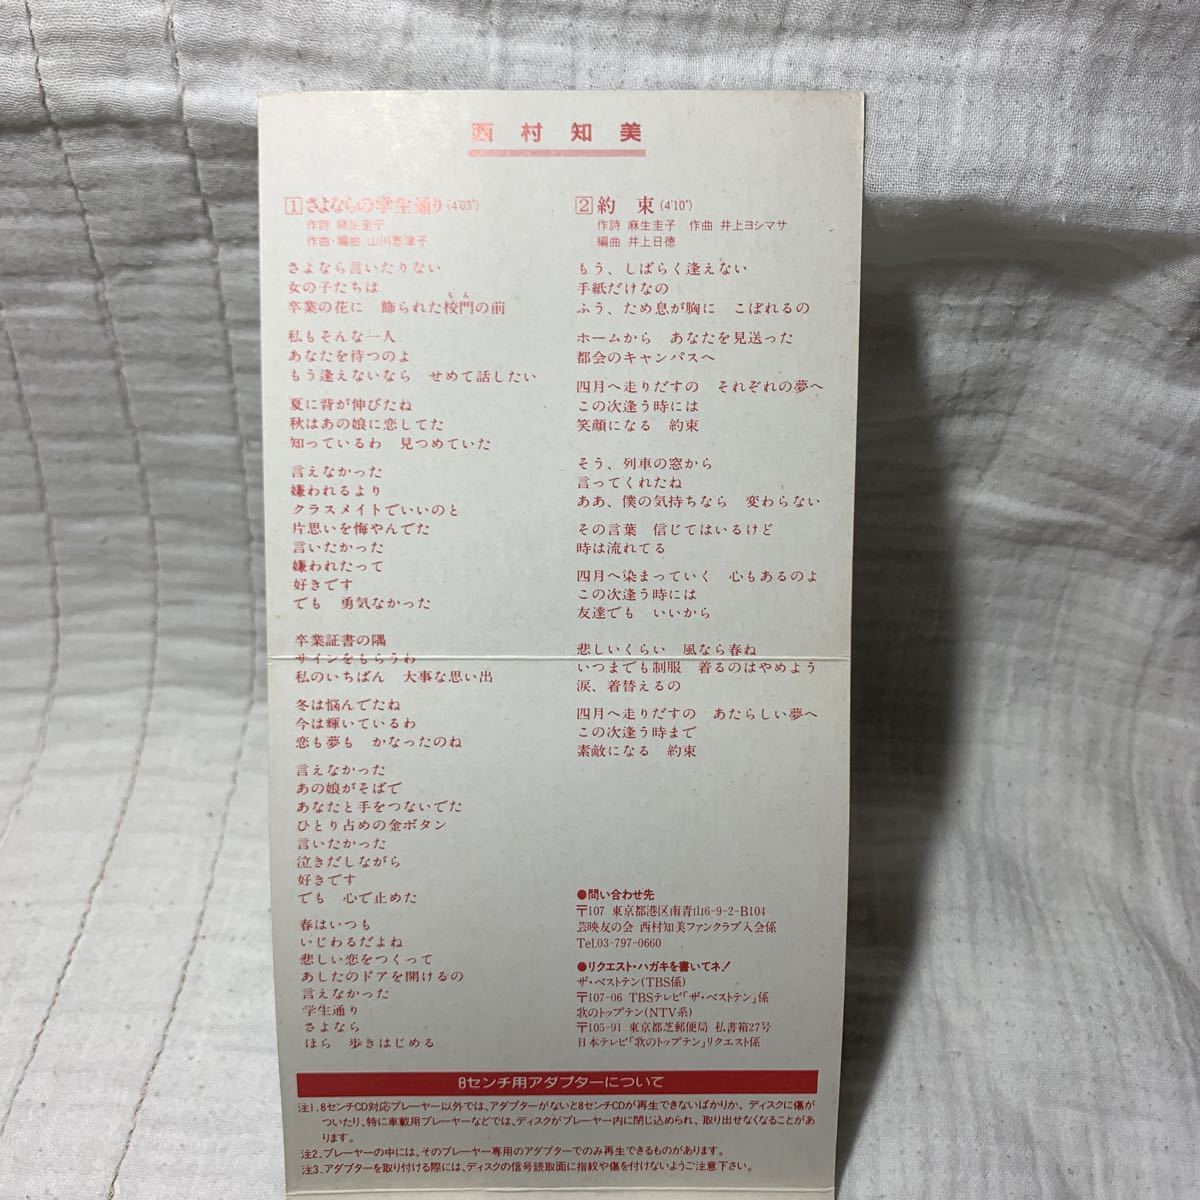 西村知美
1 さよならの学生通り (4'03")
作詩 麻生圭子
作曲・編曲 山川恵津子
さよなら言いたりない
女の子たちは
もん
卒業の花に 飾られた校門の前
私もそんな一人
あなたを待つのよ
もう逢えないなら せめて話したい
夏に背が伸びたね
秋はあの娘に恋してた
知っているわ 見つめていた
言えなかった
嫌われるより
クラスメイトでいいのと
片思いを悔やんでた
言いたかった
嫌われたって
好きです
でも 勇気なかった
卒業証書の隅
サインをもらうわ
私のいちばん 大事な思い出
冬は悩んでたね
今は輝いているわ
恋も夢も かなったのね
言えなかった
あの娘がそばで
あなたと手をつないでた
ひとり占めの金ボタン
言いたかった
泣きだしながら
好きです
でも 心で止めた
春はいつも
いじわるだよね
悲しい恋をつくって
あしたのドアを開けるの
言えなかった
学生通り
さよなら
ほら 歩きはじめる
2 約束 (4'10")
作詩 麻生圭子 作曲 井上ヨシマサ
編曲 井上日徳
もう、しばらく逢えない
手紙だけなの
ふう、ため息が胸に こぼれるの
ホームから あなたを見送った
都会のキャンパスへ
四月へ走りだすの それぞれの夢へ
この次逢う時には
笑顔になる 約束
そう、列車の窓から
言ってくれたね
ああ、僕の気持ちなら 変わらない
その言葉 信じてはいるけど
時は流れてる
四月へ染まっていく 心もあるのよ
この次逢う時には
友達でも いいから
悲しいくらい 風なら春ね
いつまでも制服 着るのはやめよう
涙、着替えるの
四月へ走りだすの あたらしい夢へ
この次逢う時まで
素敵になる 約束
●問い合わせ先
〒107 東京都港区南青山6-9-2-B104
芸映友の会 西村知美ファンクラブ入会係
Tel.03-797-0660
●リクエスト・ハガキを書いてネ!
ザ・ベストテン(TBS係)
〒107-06 TBSテレビ「ザ・ベストテン」係
歌のトップテン(NTV系)
〒105-91 東京都芝郵便局 私書箱27号
日本テレビ「歌のトップテン」リクエスト係
8センチ用アダプターについて
注1.8センチCD対応プレーヤー以外では、アダプターがないと8センチCDが再生できないばかりか、ディスクに傷が
ついたり、特に車載用プレーヤーなどでは、ディスクがプレーヤー内に閉じ込められ、取り出せなくなることがあ
ります。
注2.プレーヤーの中には、そのプレーヤー専用のアダプターでのみ再生できるものがあります。
注3.アダプターを取り付ける際には、ディスクの信号読取面に指紋や傷を付けないようご注意下さい。